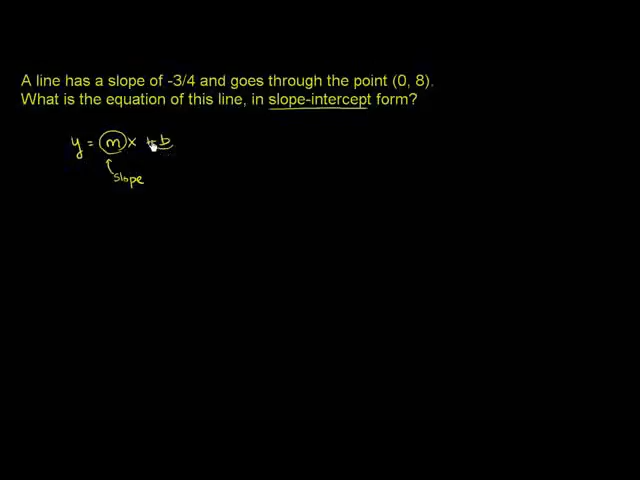 A line has a slope of -3/4 and goes through the point (0, 8).
What is the equation of this line, in slope-intercept form?
y = mx + b
slope